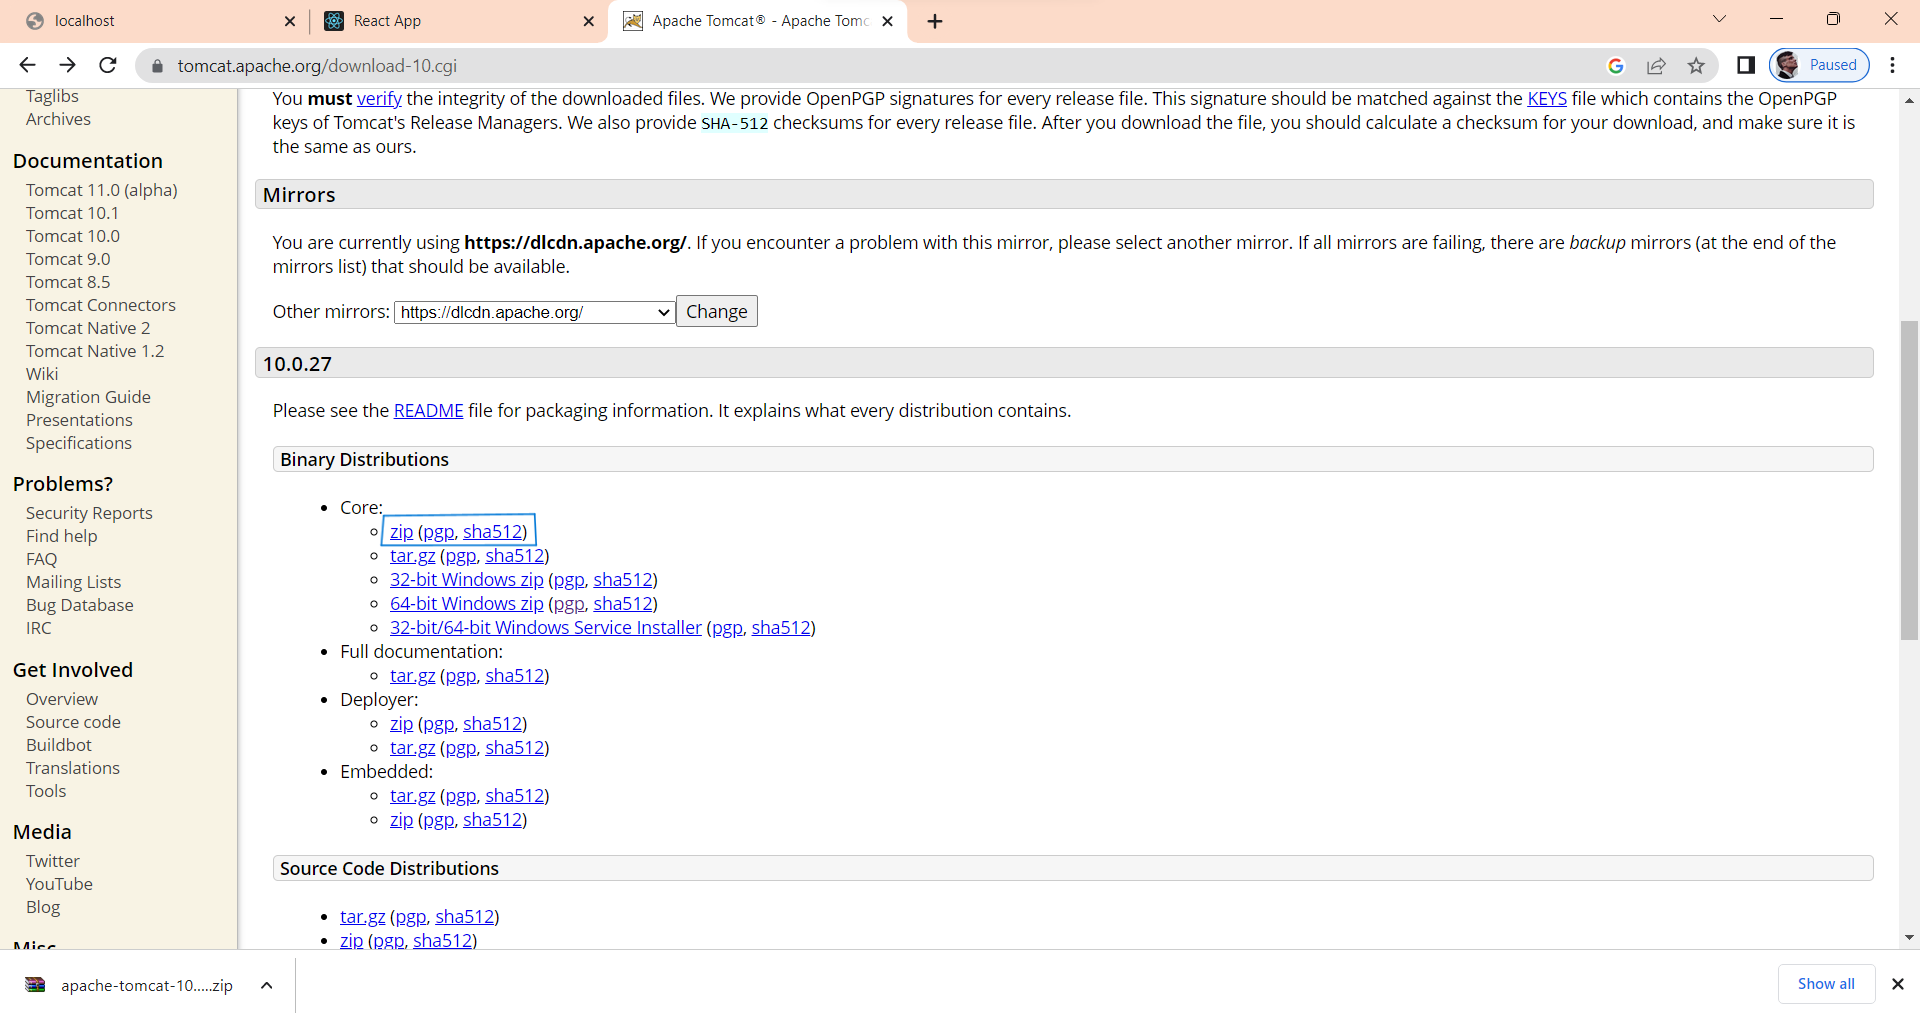 localhost
React App
Apache Tomcat® - Apache Tomc
tomcat.apache.org/download-10.cgi
Paused
Taglibs
Archives
Documentation
Tomcat 11.0 (alpha)
Tomcat 10.1
Tomcat 10.0
Tomcat 9.0
Tomcat 8.5
Tomcat Connectors
Tomcat Native 2
Tomcat Native 1.2
Wiki
Migration Guide
Presentations
Specifications
Problems?
Security Reports
Find help
FAQ
Mailing Lists
Bug Database
IRC
Get Involved
Overview
Source code
Buildbot
Translations
Tools
Media
Twitter
YouTube
Blog
Misc
You must verify the integrity of the downloaded files. We provide OpenPGP signatures for every release file. This signature should be matched against the KEYS file which contains the OpenPGP
keys of Tomcat's Release Managers. We also provide SHA-512 checksums for every release file. After you download the file, you should calculate a checksum for your download, and make sure it is
the same as ours.
Mirrors
You are currently using https://dlcdn.apache.org/. If you encounter a problem with this mirror, please select another mirror. If all mirrors are failing, there are backup mirrors (at the end of the
mirrors list) that should be available.
Other mirrors: https://dlcdn.apache.org/ Change
10.0.27
Please see the README file for packaging information. It explains what every distribution contains.
Binary Distributions
Core:
zip (pgp, sha512)
tar.gz (pgp, sha512)
32-bit Windows zip (pgp, sha512)
64-bit Windows zip (pgp, sha512)
32-bit/64-bit Windows Service Installer (pgp, sha512)
Full documentation:
tar.gz (pgp, sha512)
Deployer:
zip (pgp, sha512)
tar.gz (pgp, sha512)
Embedded:
tar.gz (pgp, sha512)
zip (pgp, sha512)
Source Code Distributions
tar.gz (pgp, sha512)
zip (pgp, sha512)
apache-tomcat-10.....zip
Show all